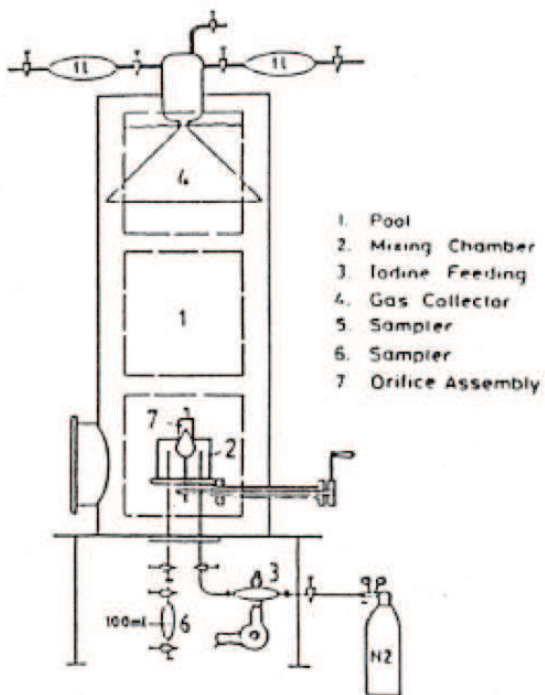 1l
1l
4
1. Pool
2. Mixing Chamber
3. Iodine Feeding
4. Gas Collector
5. Sampler
6. Sampler
7 Orifice Assembly
1
7
2
3
100ml
6
N2